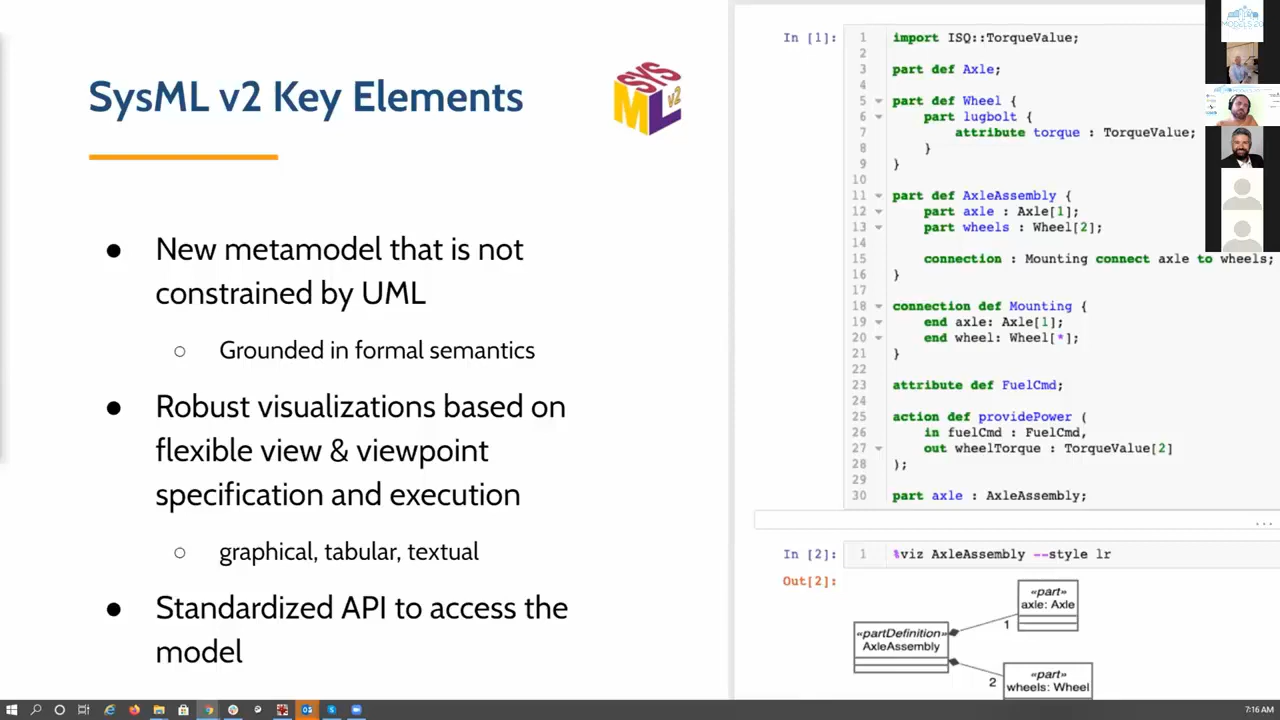 SysML v2 Key Elements
SYS
ML v2
● New metamodel that is not
constrained by UML
○ Grounded in formal semantics
● Robust visualizations based on
flexible view & viewpoint
specification and execution
○ graphical, tabular, textual
● Standardized API to access the
model
In [1]:
1 import ISQ::TorqueValue;
2
3 part def Axle;
4
5 part def Wheel {
6 part lugbolt {
7 attribute torque : TorqueValue;
8 }
9 }
10
11 part def AxleAssembly {
12 part axle : Axle[1];
13 part wheels : Wheel[2];
14
15 connection : Mounting connect axle to wheels;
16 }
17
18 connection def Mounting {
19 end axle: Axle[1];
20 end wheel: Wheel[*];
21 }
22
23 attribute def FuelCmd;
24
25 action def providePower (
26 in fuelCmd : FuelCmd,
27 out wheelTorque : TorqueValue[2]
28 );
29
30 part axle : AxleAssembly;
...
In [2]: 1 %viz AxleAssembly --style lr
Out[2]:
«part»
axle: Axle
1
«partDefinition»
AxleAssembly
2
«part»
wheels: Wheel
MODELS 20
7:16 AM